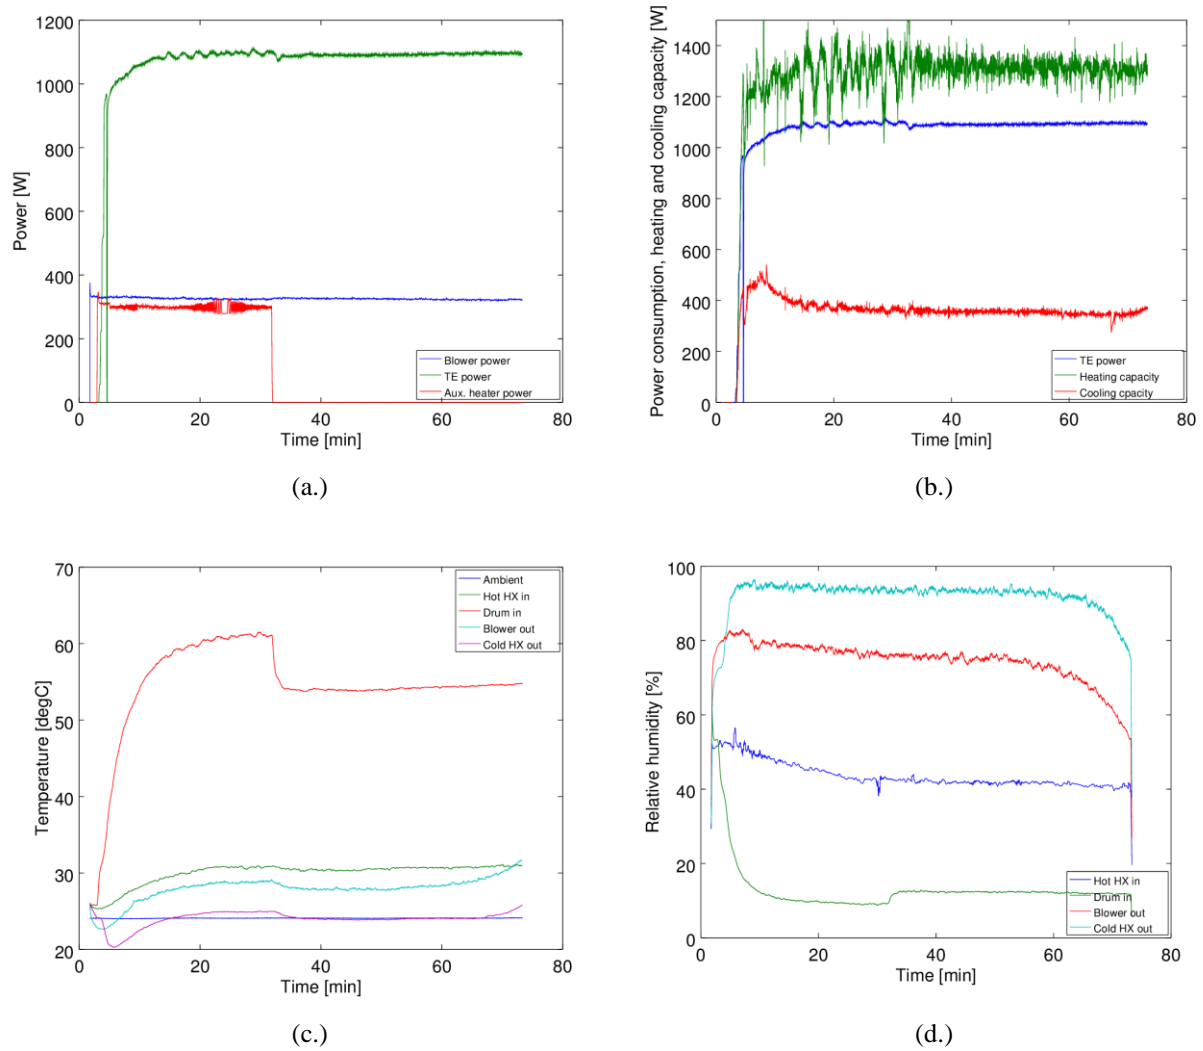 1200
1000
800
600
400
200
0
0 20 40 60 80
Power [W]
Time [min]
Blower power
TE power
Aux. heater power
(a.)
1400
1200
1000
800
600
400
200
0
0 20 40 60 80
Power consumption, heating and cooling capacity [W]
Time [min]
TE power
Heating capacity
Cooling cpacity
(b.)
70
60
50
40
30
20
0 20 40 60 80
Temperature [degC]
Time [min]
Ambient
Hot HX in
Drum in
Blower out
Cold HX out
(c.)
100
80
60
40
20
0
0 20 40 60 80
Relative humidity [%]
Time [min]
Hot HX in
Drum in
Blower out
Cold HX out
(d.)